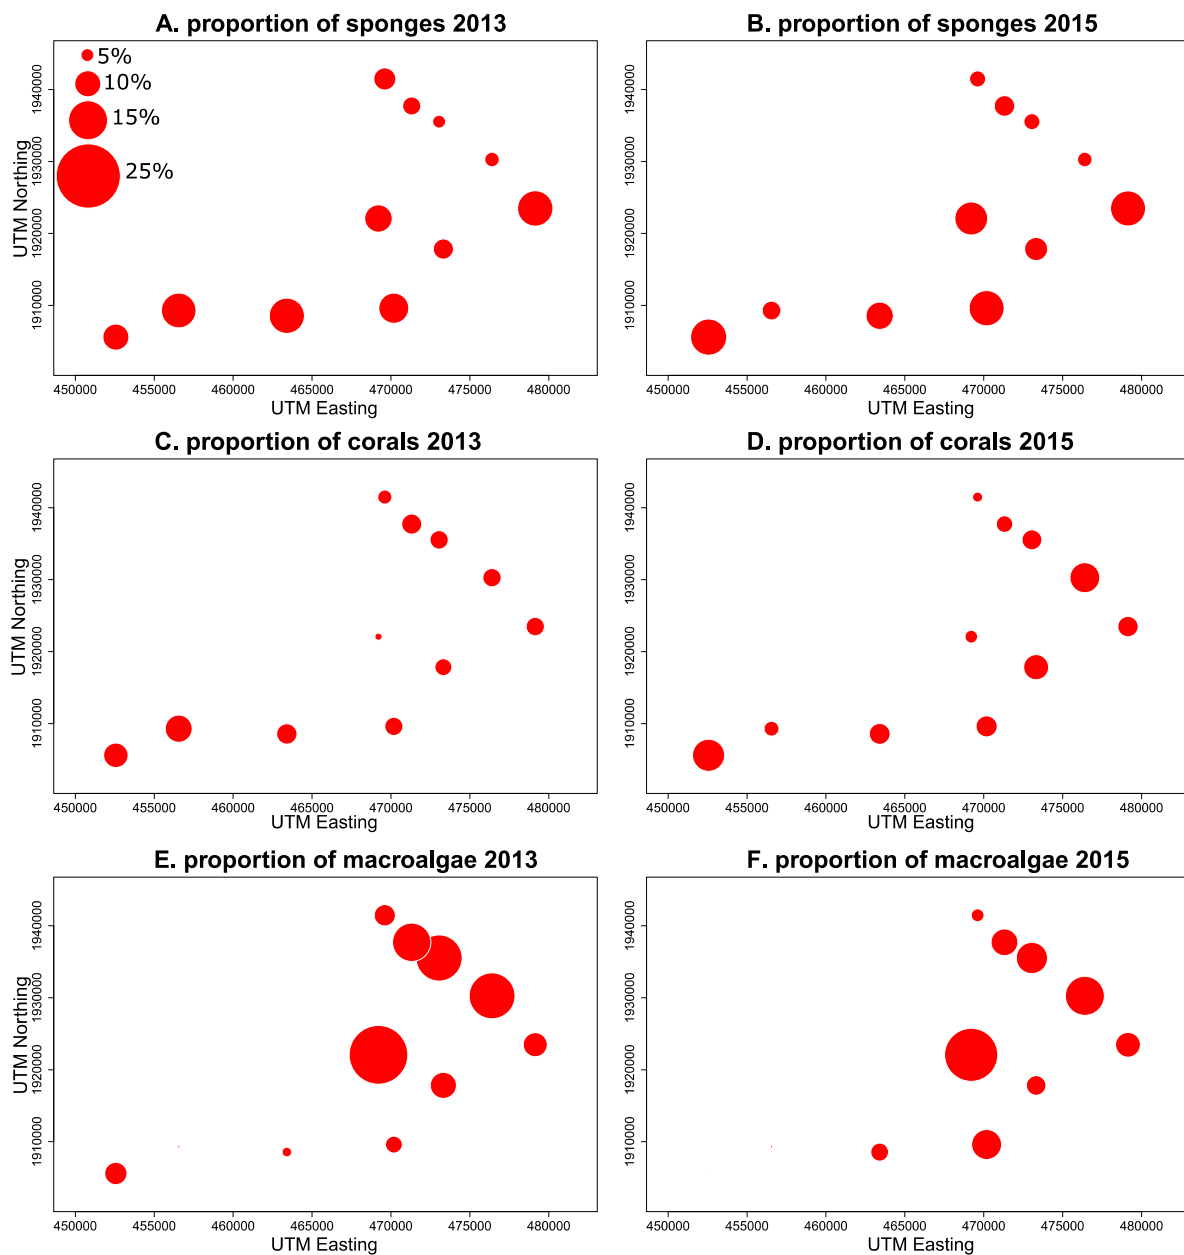 A. proportion of sponges 2013
5%
10%
15%
25%
UTM Northing
1910000 1920000 1930000 1940000
450000 455000 460000 465000 470000 475000 480000
UTM Easting
B. proportion of sponges 2015
1910000 1920000 1930000 1940000
450000 455000 460000 465000 470000 475000 480000
UTM Easting
C. proportion of corals 2013
UTM Northing
1910000 1920000 1930000 1940000
450000 455000 460000 465000 470000 475000 480000
UTM Easting
D. proportion of corals 2015
1910000 1920000 1930000 1940000
450000 455000 460000 465000 470000 475000 480000
UTM Easting
E. proportion of macroalgae 2013
UTM Northing
1910000 1920000 1930000 1940000
450000 455000 460000 465000 470000 475000 480000
UTM Easting
F. proportion of macroalgae 2015
1910000 1920000 1930000 1940000
450000 455000 460000 465000 470000 475000 480000
UTM Easting